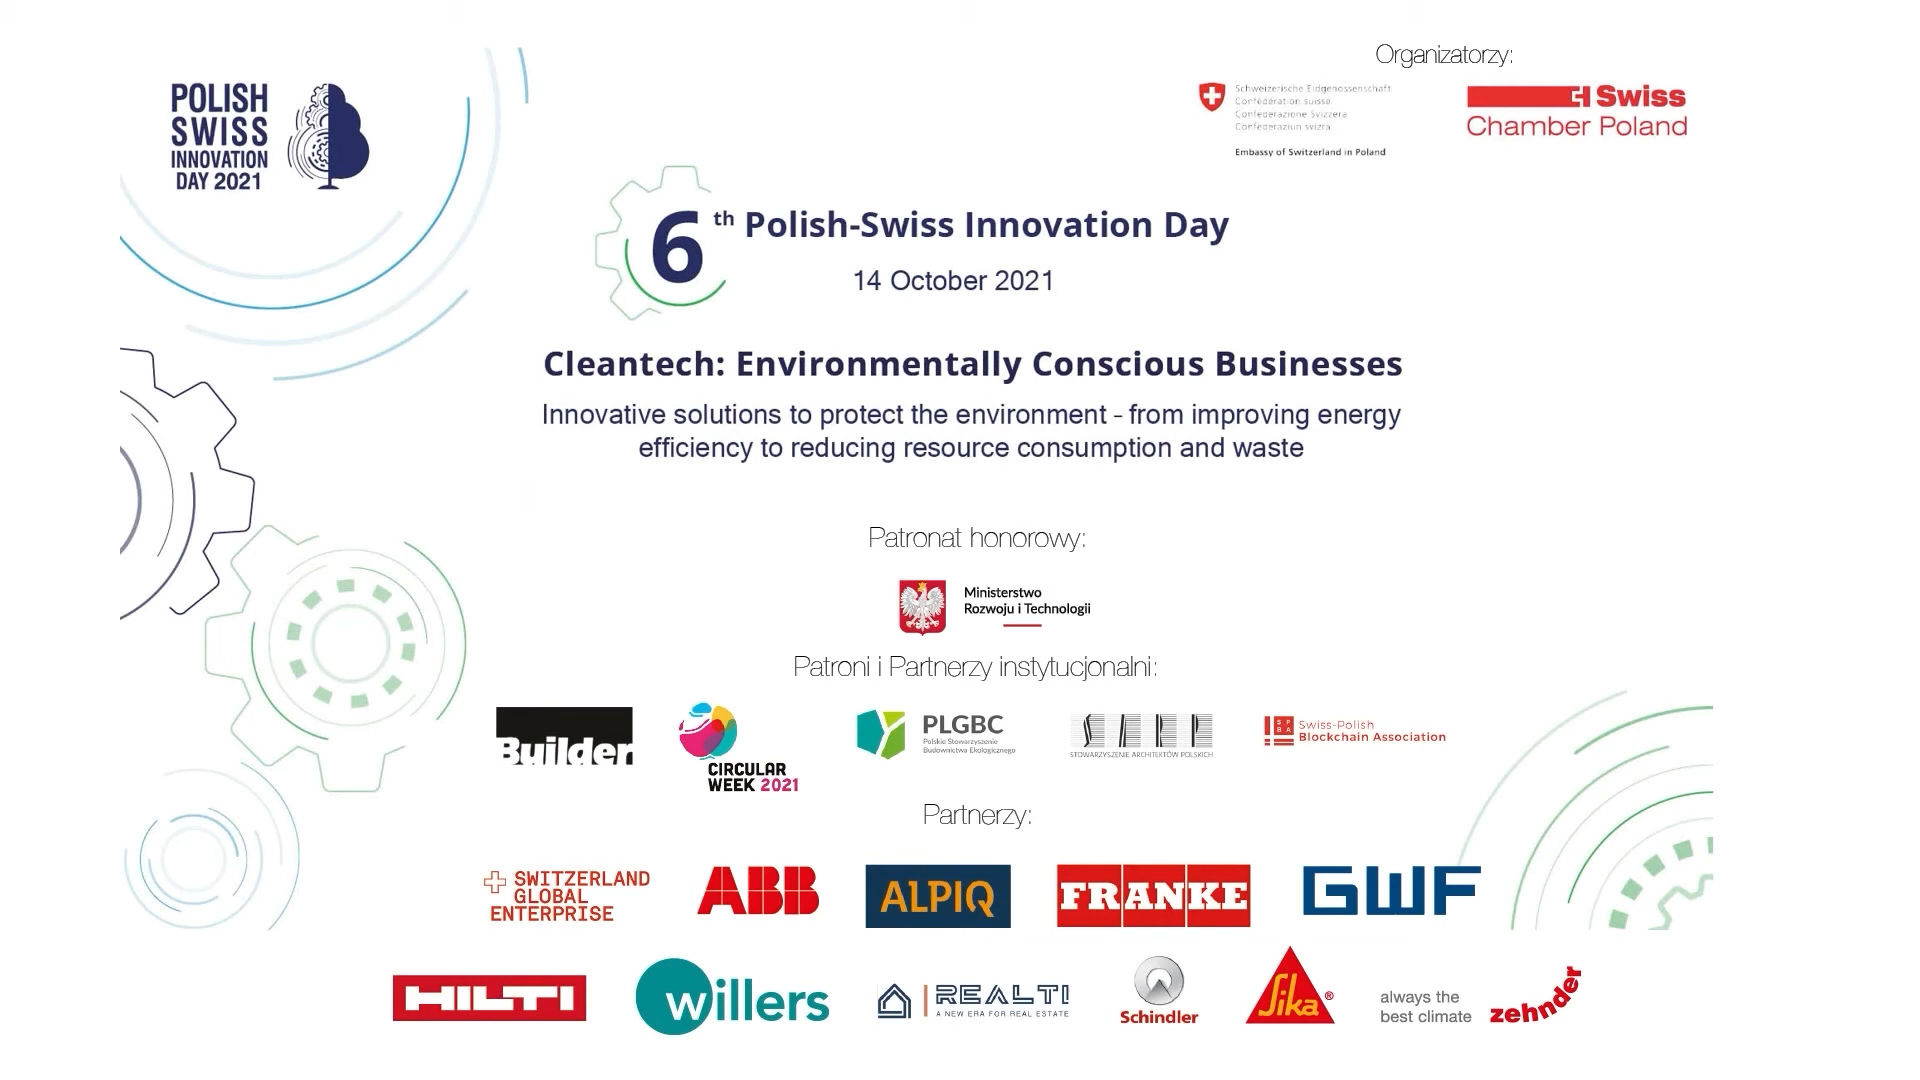 Organizatorzy:
POLISH
SWISS
INNOVATION
DAY 2021
Schweizerische Eidgenossenschaft
Confédération suisse
Confederazione Svizzera
Confederaziun svizra
Embassy of Switzerland in Poland
Swiss
Chamber Poland
6th Polish-Swiss Innovation Day
14 October 2021
Cleantech: Environmentally Conscious Businesses
Innovative solutions to protect the environment - from improving energy
efficiency to reducing resource consumption and waste
Patronat honorowy:
Ministerstwo
Rozwoju i Technologii
Patroni i Partnerzy instytucjonalni:
Builder
CIRCULAR
WEEK 2021
PLGBC
Polskie Stowarzyszenie
Budownictwa Ekologicznego
SARP
STOWARZYSZENIE ARCHITEKTÓW POLSKICH
SPBA
Swiss-Polish
Blockchain Association
Partnerzy:
SWITZERLAND
GLOBAL
ENTERPRISE
ABB
ALPIQ
FRANKE
GWF
HILTI
willers
REALTI
A NEW ERA FOR REAL ESTATE
Schindler
Sika®
always the
best climate
zehnder